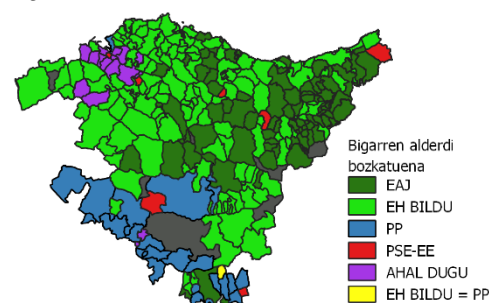 Bigarren alderdi
bozkatuena
EAJ
EH BILDU
PP
PSE-EE
AHAL DUGU
EH BILDU = PP